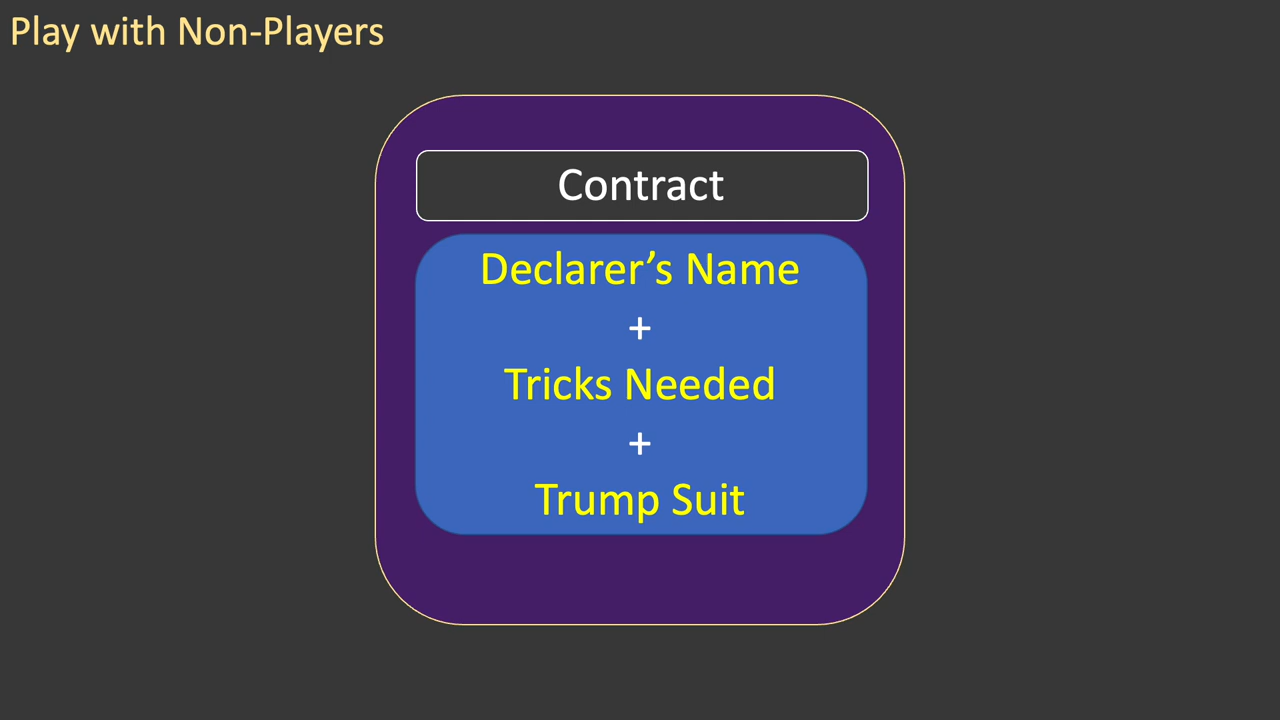 Play with Non-Players
Contract
Declarer’s Name
+
Tricks Needed
+
Trump Suit